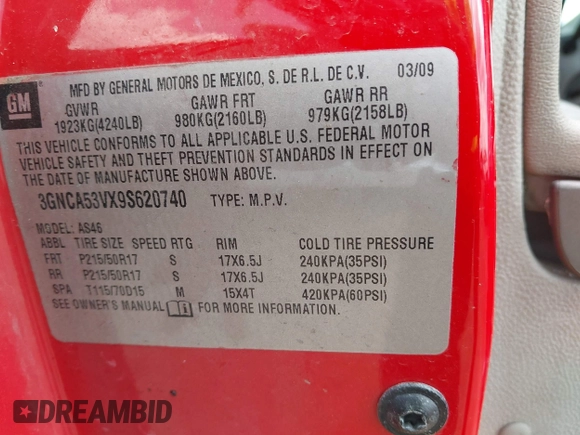 GM
MFD BY GENERAL MOTORS DE MEXICO, S. DE R.L. DE C.V. 03/09
GVWR GAWR FRT GAWR RR
1923KG(4240LB) 980KG(2160LB) 979KG(2158LB)
THIS VEHICLE CONFORMS TO ALL APPLICABLE U.S. FEDERAL MOTOR
VEHICLE SAFETY AND THEFT PREVENTION STANDARDS IN EFFECT ON
THE DATE OF MANUFACTURE SHOWN ABOVE.
3GNCA53VX9S620740 TYPE: M.P.V.
MODEL: AS46
ABBL TIRE SIZE SPEED RTG RIM COLD TIRE PRESSURE
FRT P215/50R17 S 17X6.5J 240KPA(35PSI)
RR P215/50R17 S 17X6.5J 240KPA(35PSI)
SPA T115/70D15 M 15X4T 420KPA(60PSI)
SEE OWNER'S MANUAL FOR MORE INFORMATION.
DREAMBID